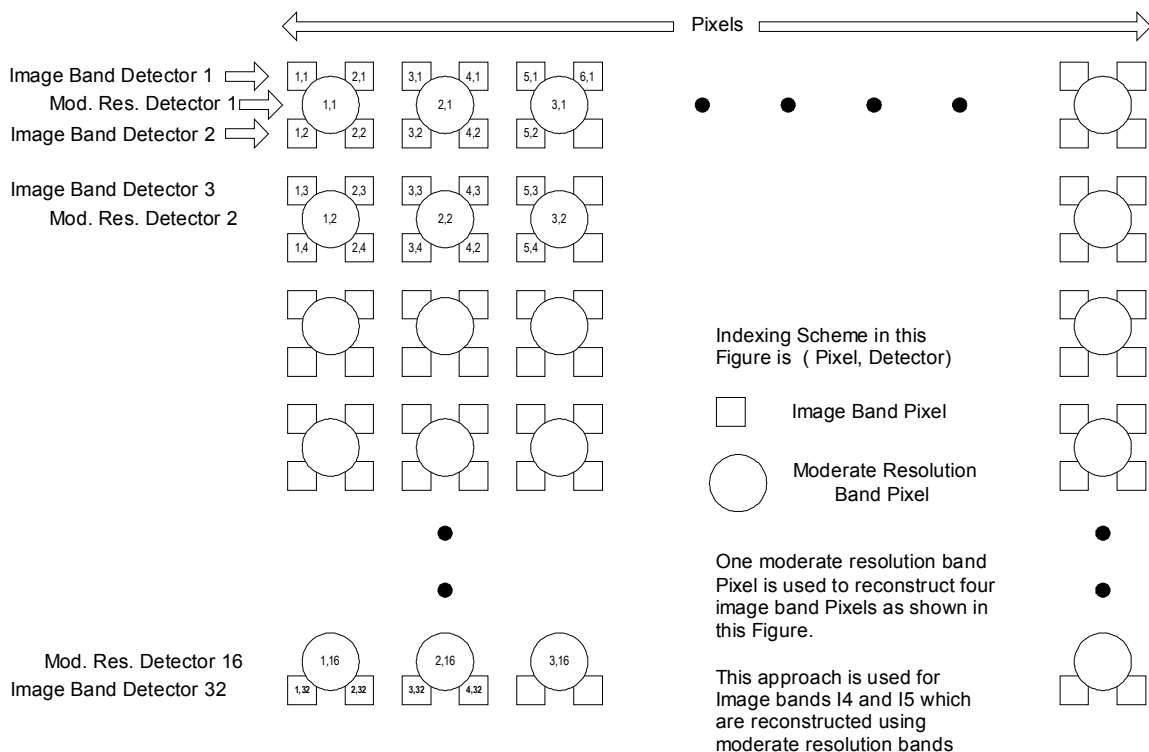 Pixels
Image Band Detector 1
1,1 2,1 3,1 4,1 5,1 6,1
Mod. Res. Detector 1
1,1 2,1 3,1
Image Band Detector 2
1,2 2,2 3,2 4,2 5,2
Image Band Detector 3
1,3 2,3 3,3 4,3 5,3
Mod. Res. Detector 2
1,2 2,2 3,2
1,4 2,4 3,4 4,2 5,4
Indexing Scheme in this
Figure is ( Pixel, Detector)
Image Band Pixel
Moderate Resolution
Band Pixel
One moderate resolution band
Pixel is used to reconstruct four
image band Pixels as shown in
this Figure.
Mod. Res. Detector 16
1,16 2,16 3,16
Image Band Detector 32
1,32 2,32 3,32 4,32
This approach is used for
Image bands I4 and I5 which
are reconstructed using
moderate resolution bands